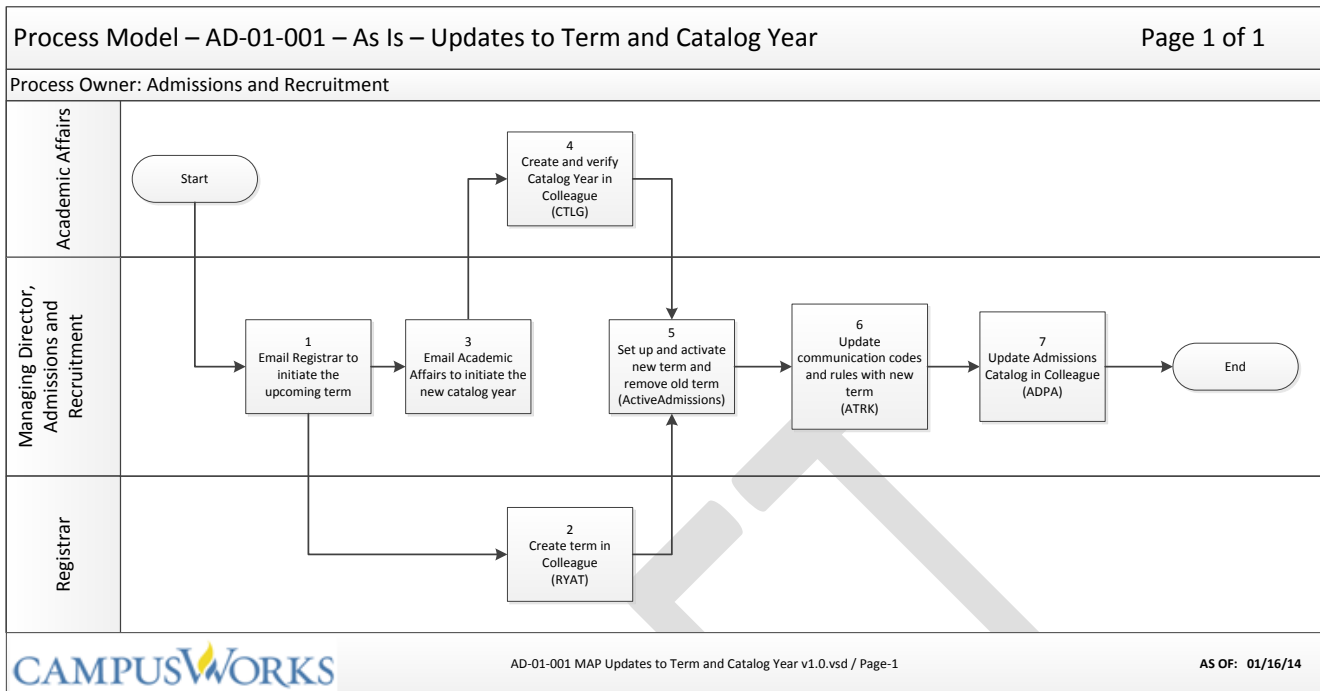 Process Model – AD-01-001 – As Is – Updates to Term and Catalog Year
Page 1 of 1
Process Owner: Admissions and Recruitment
Academic Affairs
Start
4
Create and verify
Catalog Year in
Colleague
(CTLG)
Managing Director,
Admissions and
Recruitment
1
Email Registrar to
initiate the
upcoming term
3
Email Academic
Affairs to initiate the
new catalog year
5
Set up and activate
new term and
remove old term
(ActiveAdmissions)
6
Update
communication codes
and rules with new
term
(ATRK)
7
Update Admissions
Catalog in Colleague
(ADPA)
End
Registrar
2
Create term in
Colleague
(RYAT)
CAMPUSWORKS
AD-01-001 MAP Updates to Term and Catalog Year v1.0.vsd / Page-1
AS OF: 01/16/14